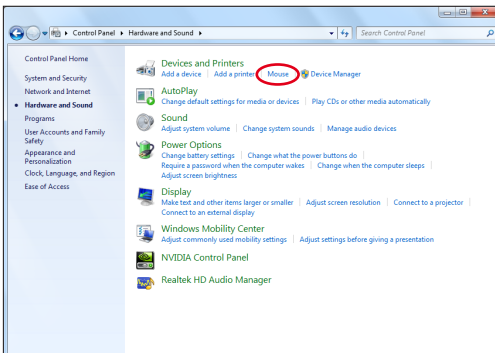 Control Panel ▸ Hardware and Sound ▸
Search Control Panel
Control Panel Home
System and Security
Network and Internet
Hardware and Sound
Programs
User Accounts and Family
Safety
Appearance and
Personalization
Clock, Language, and Region
Ease of Access
Devices and Printers
Add a device | Add a printer | Mouse | Device Manager
AutoPlay
Change default settings for media or devices | Play CDs or other media automatically
Sound
Adjust system volume | Change system sounds | Manage audio devices
Power Options
Change battery settings | Change what the power buttons do |
Require a password when the computer wakes | Change when the computer sleeps |
Adjust screen brightness
Display
Make text and other items larger or smaller | Adjust screen resolution | Connect to a projector |
Connect to an external display
Windows Mobility Center
Adjust commonly used mobility settings | Adjust settings before giving a presentation
NVIDIA Control Panel
Realtek HD Audio Manager